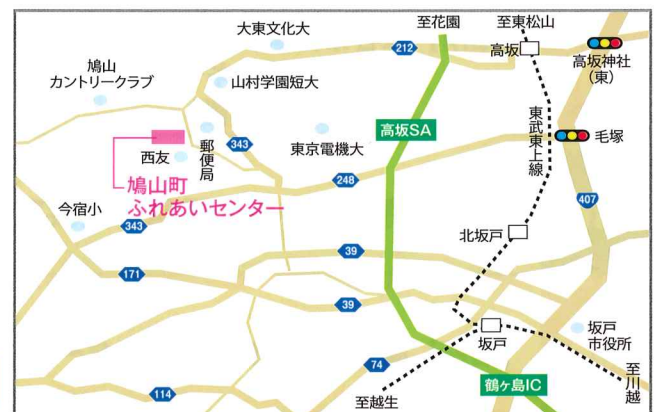 大東文化大
至花園
至東松山
212
高坂
高坂神社
（東）
鳩山
カントリークラブ
山村学園短大
高坂SA
東武東上線
毛塚
343
東京電機大
郵便局
西友
鳩山町
ふれあいセンター
248
407
今宿小
343
北坂戸
39
171
39
坂戸
坂戸
市役所
74
至川越
鶴ヶ島IC
114
至越生